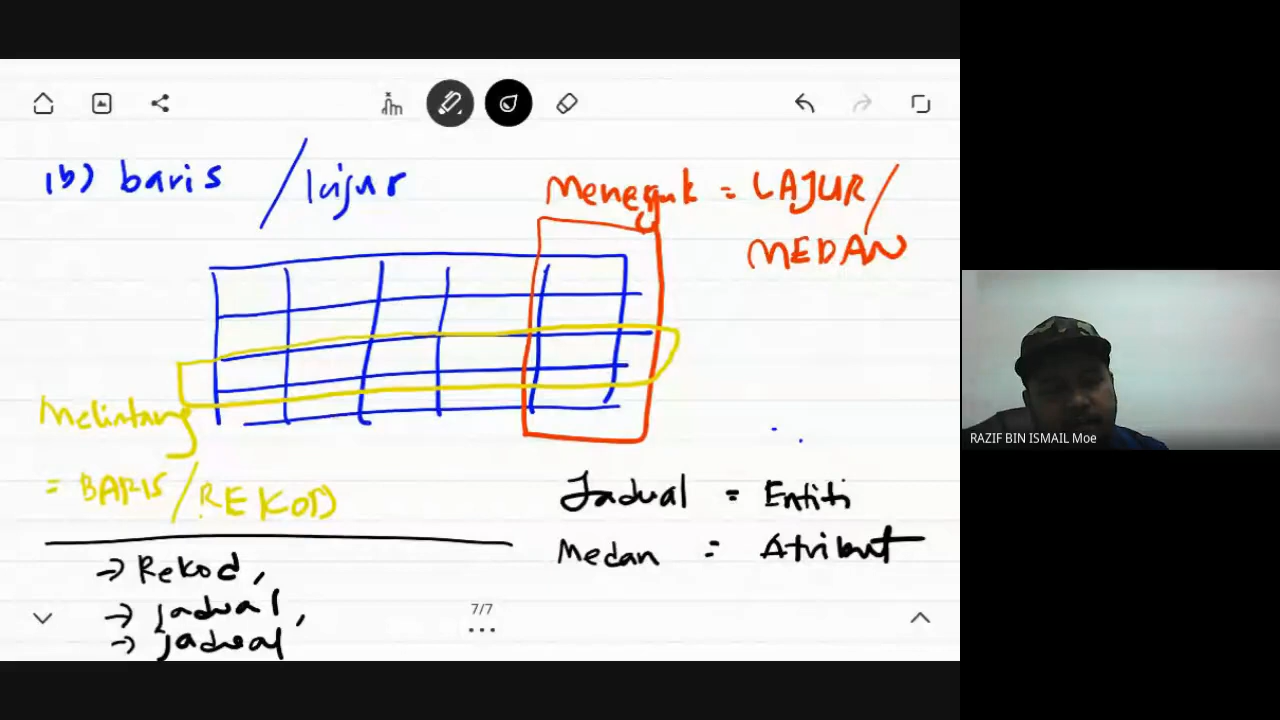 (b) baris / lajur
Menegak = LAJUR /
MEDAN
Melintang
= BARIS / REKOD
Jadual = Entiti
Medan = Atribut
→ Rekod,
→ jadual,
→ jadual
7/7
RAZIF BIN ISMAIL Moe